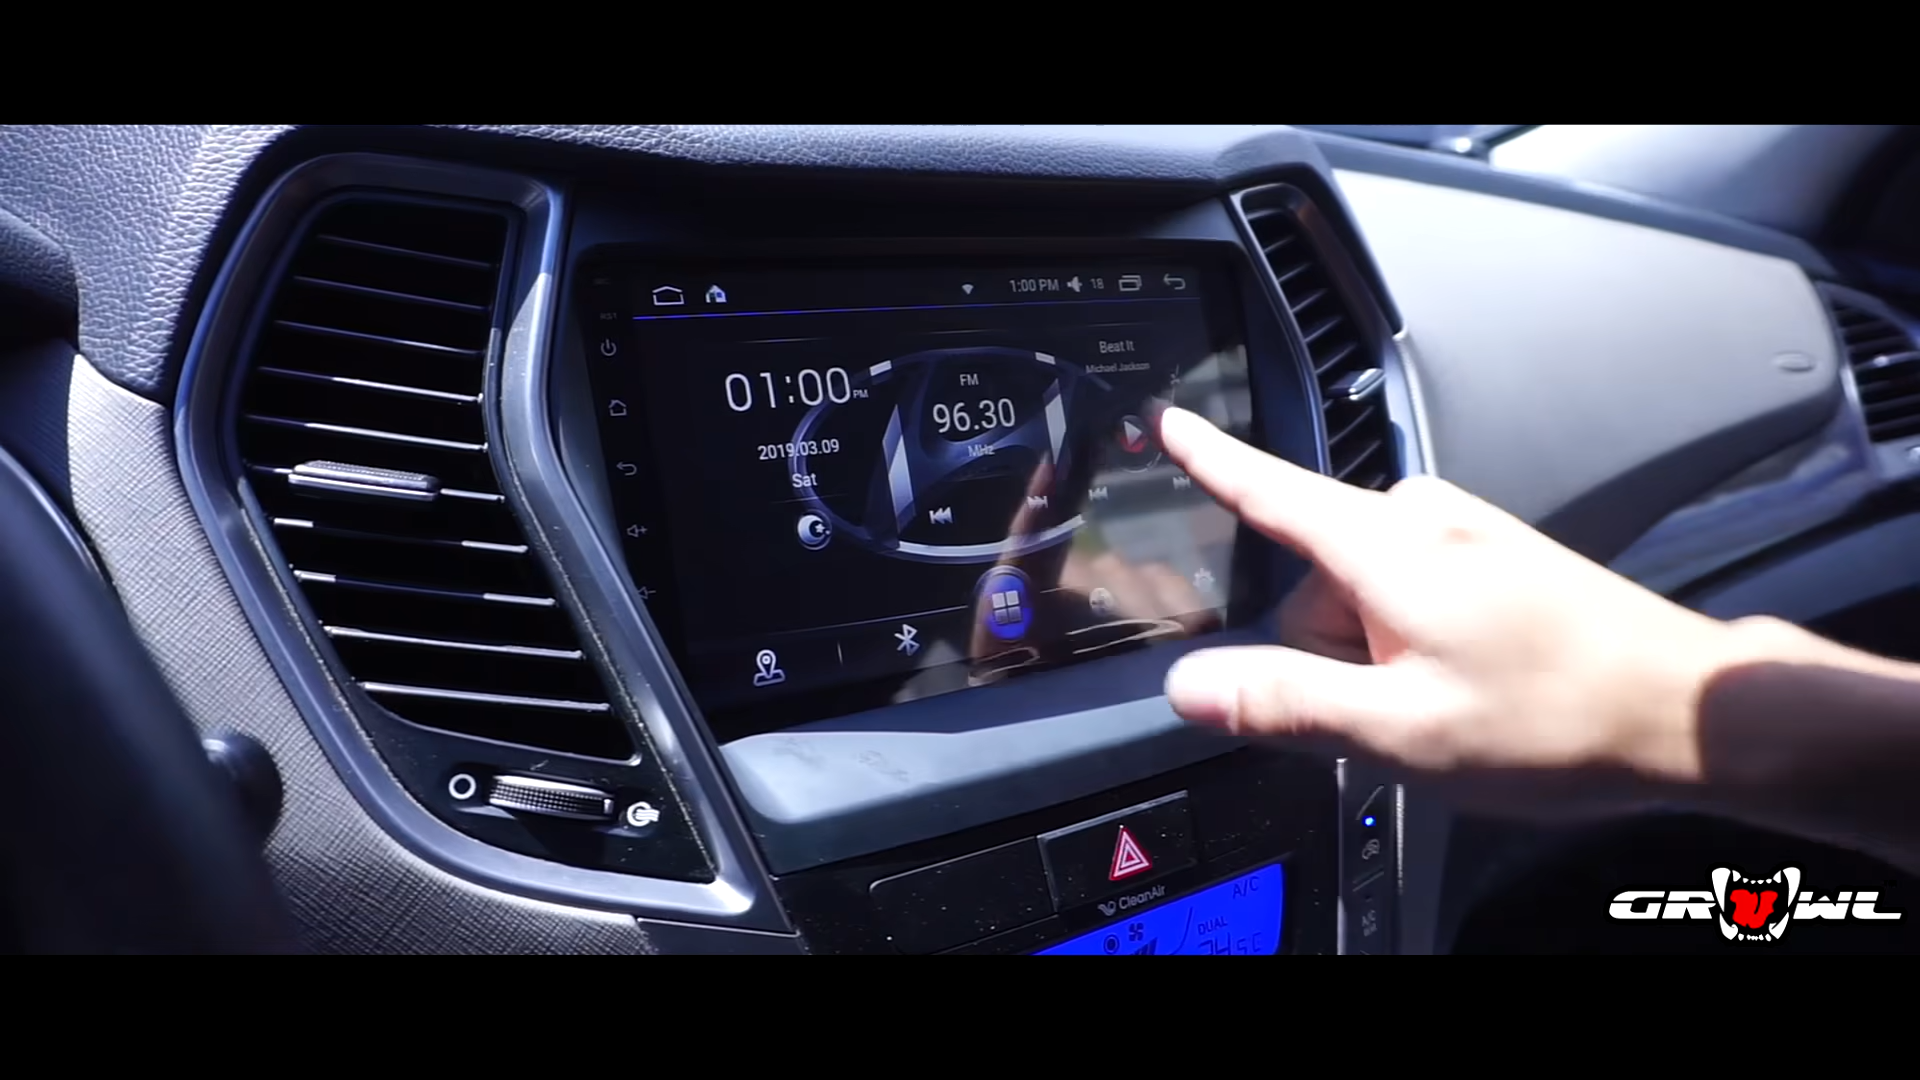 1:00 PM 18
RST
01:00 PM
FM
96.30
MHz
Beat It
Michael Jackson
2019.03.09
Sat
CleanAir
A/C
DUAL
GROWL